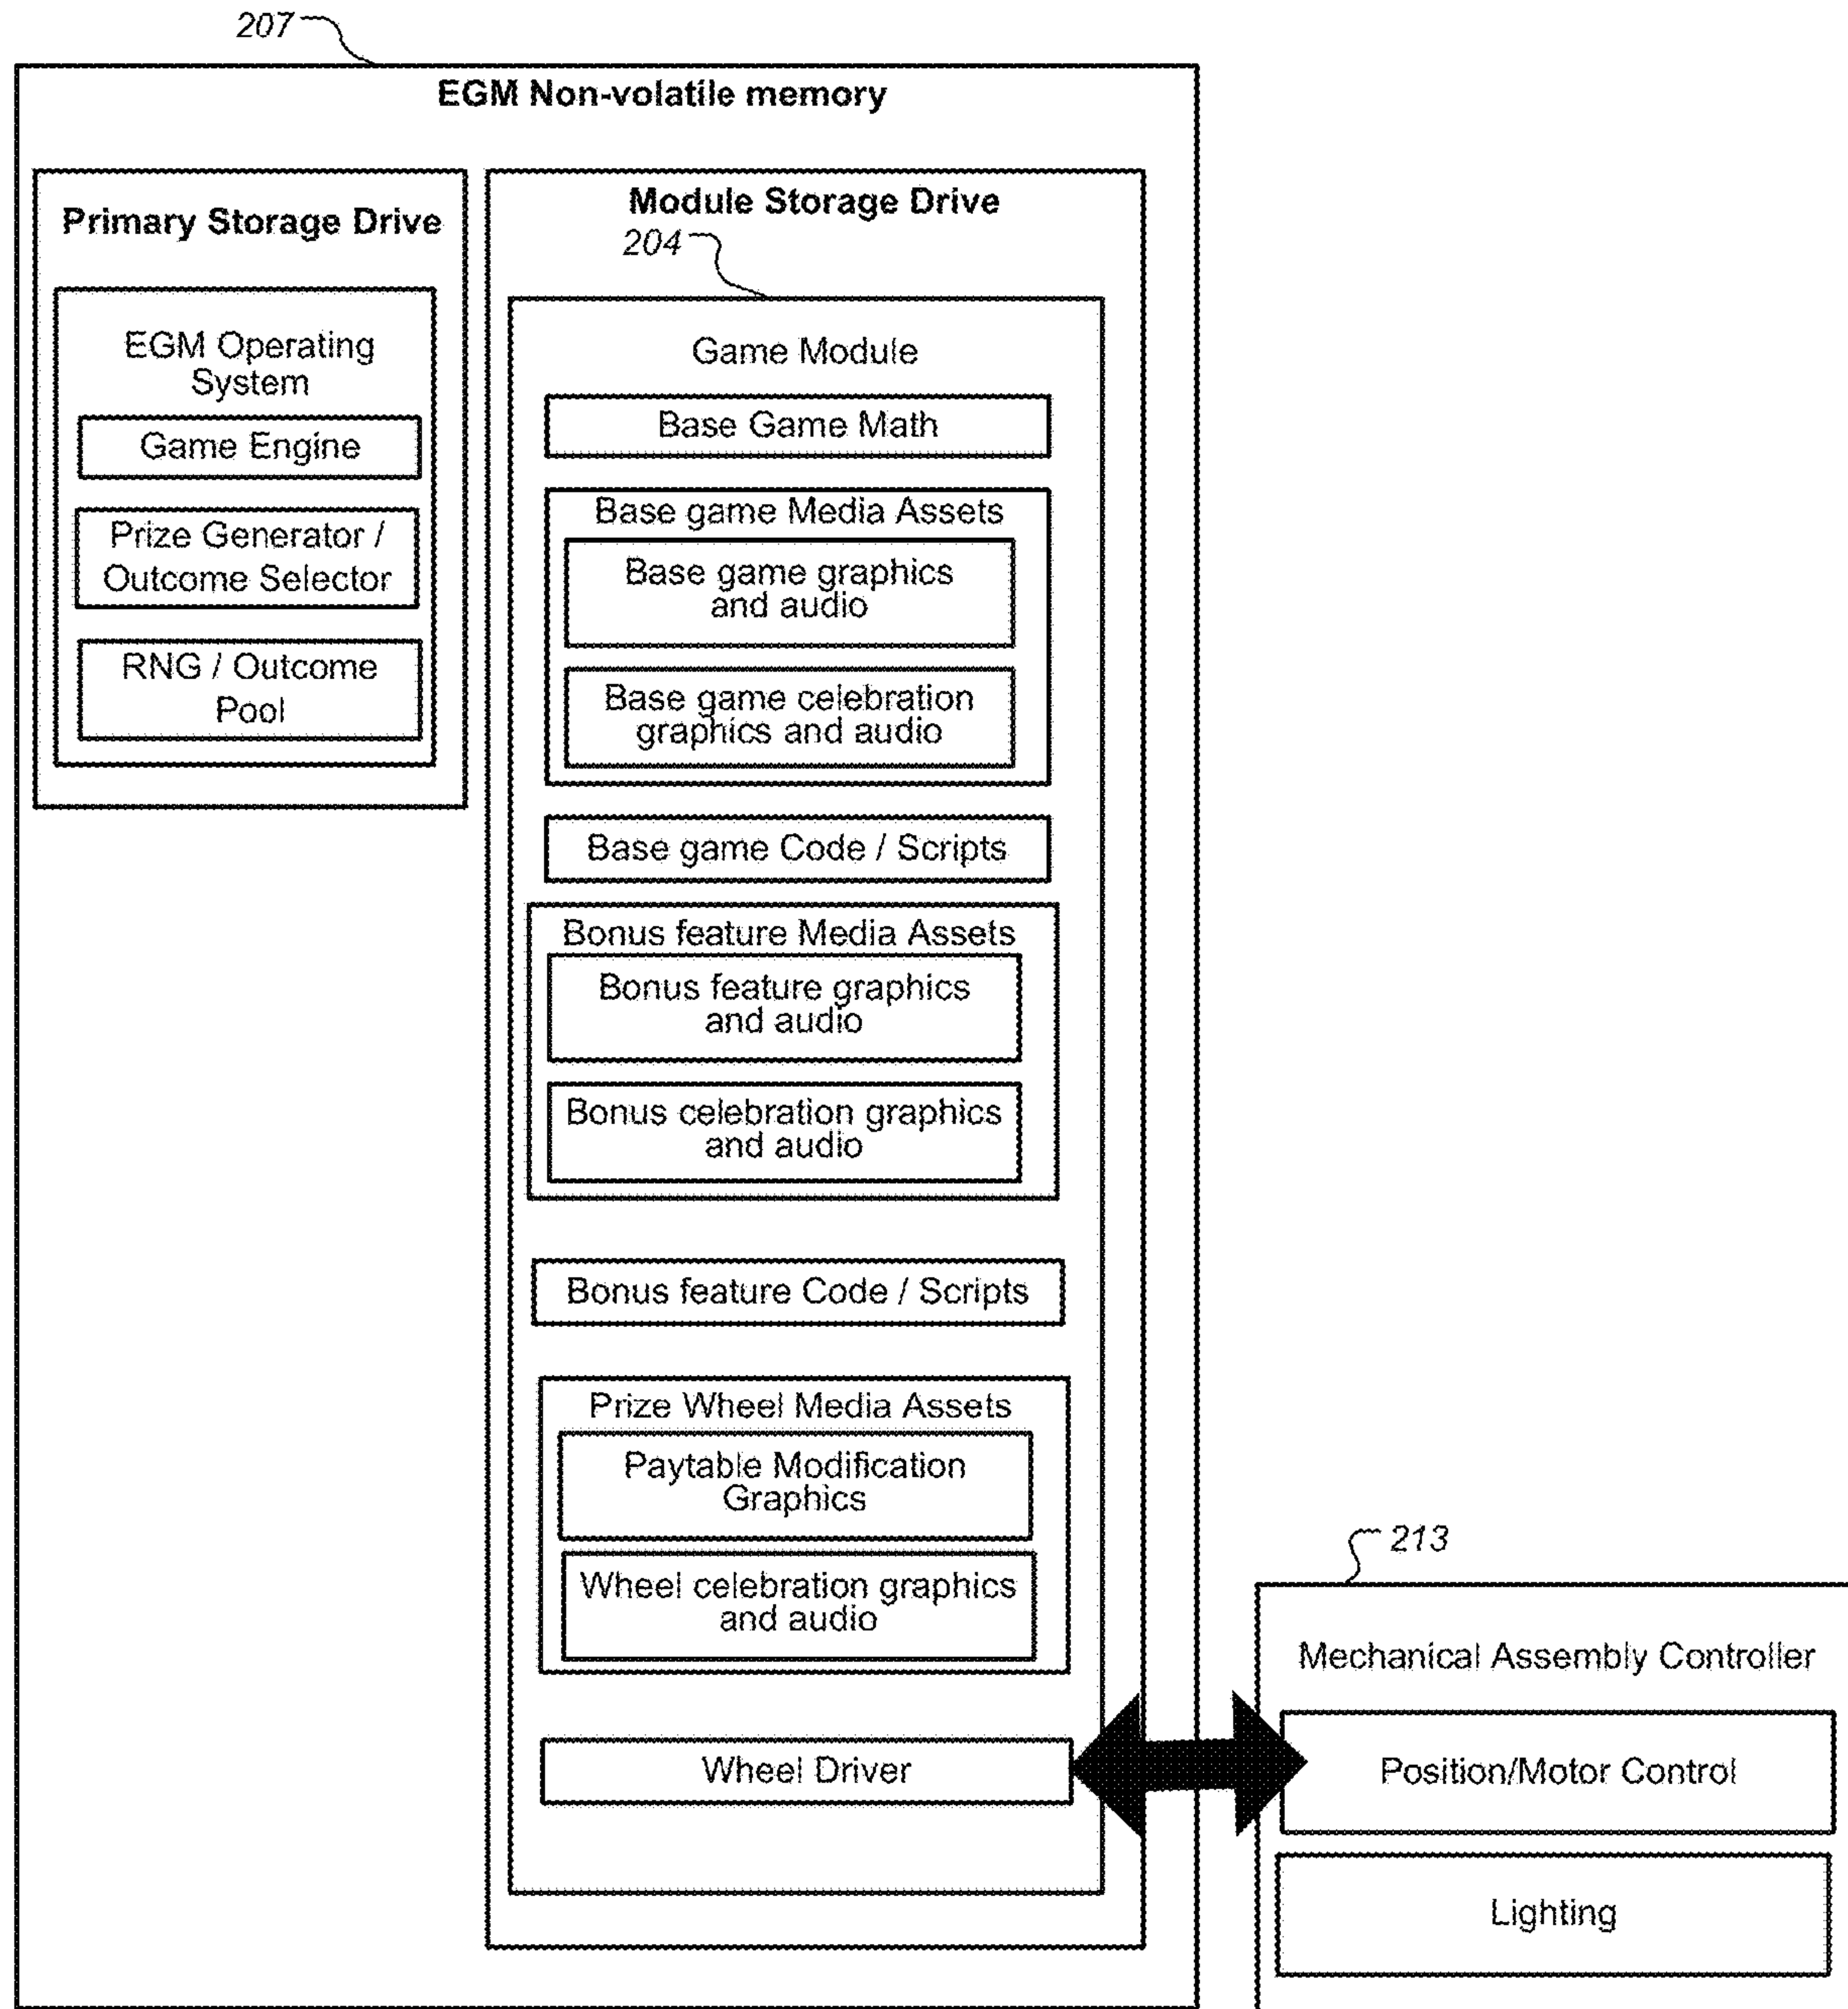 207
EGM Non-volatile memory
Primary Storage Drive
EGM Operating
System
Game Engine
Prize Generator /
Outcome Selector
RNG / Outcome
Pool
Module Storage Drive
204
Game Module
Base Game Math
Base game Media Assets
Base game graphics
and audio
Base game celebration
graphics and audio
Base game Code / Scripts
Bonus feature Media Assets
Bonus feature graphics
and audio
Bonus celebration graphics
and audio
Bonus feature Code / Scripts
Prize Wheel Media Assets
Paytable Modification
Graphics
Wheel celebration graphics
and audio
Wheel Driver
213
Mechanical Assembly Controller
Position/Motor Control
Lighting